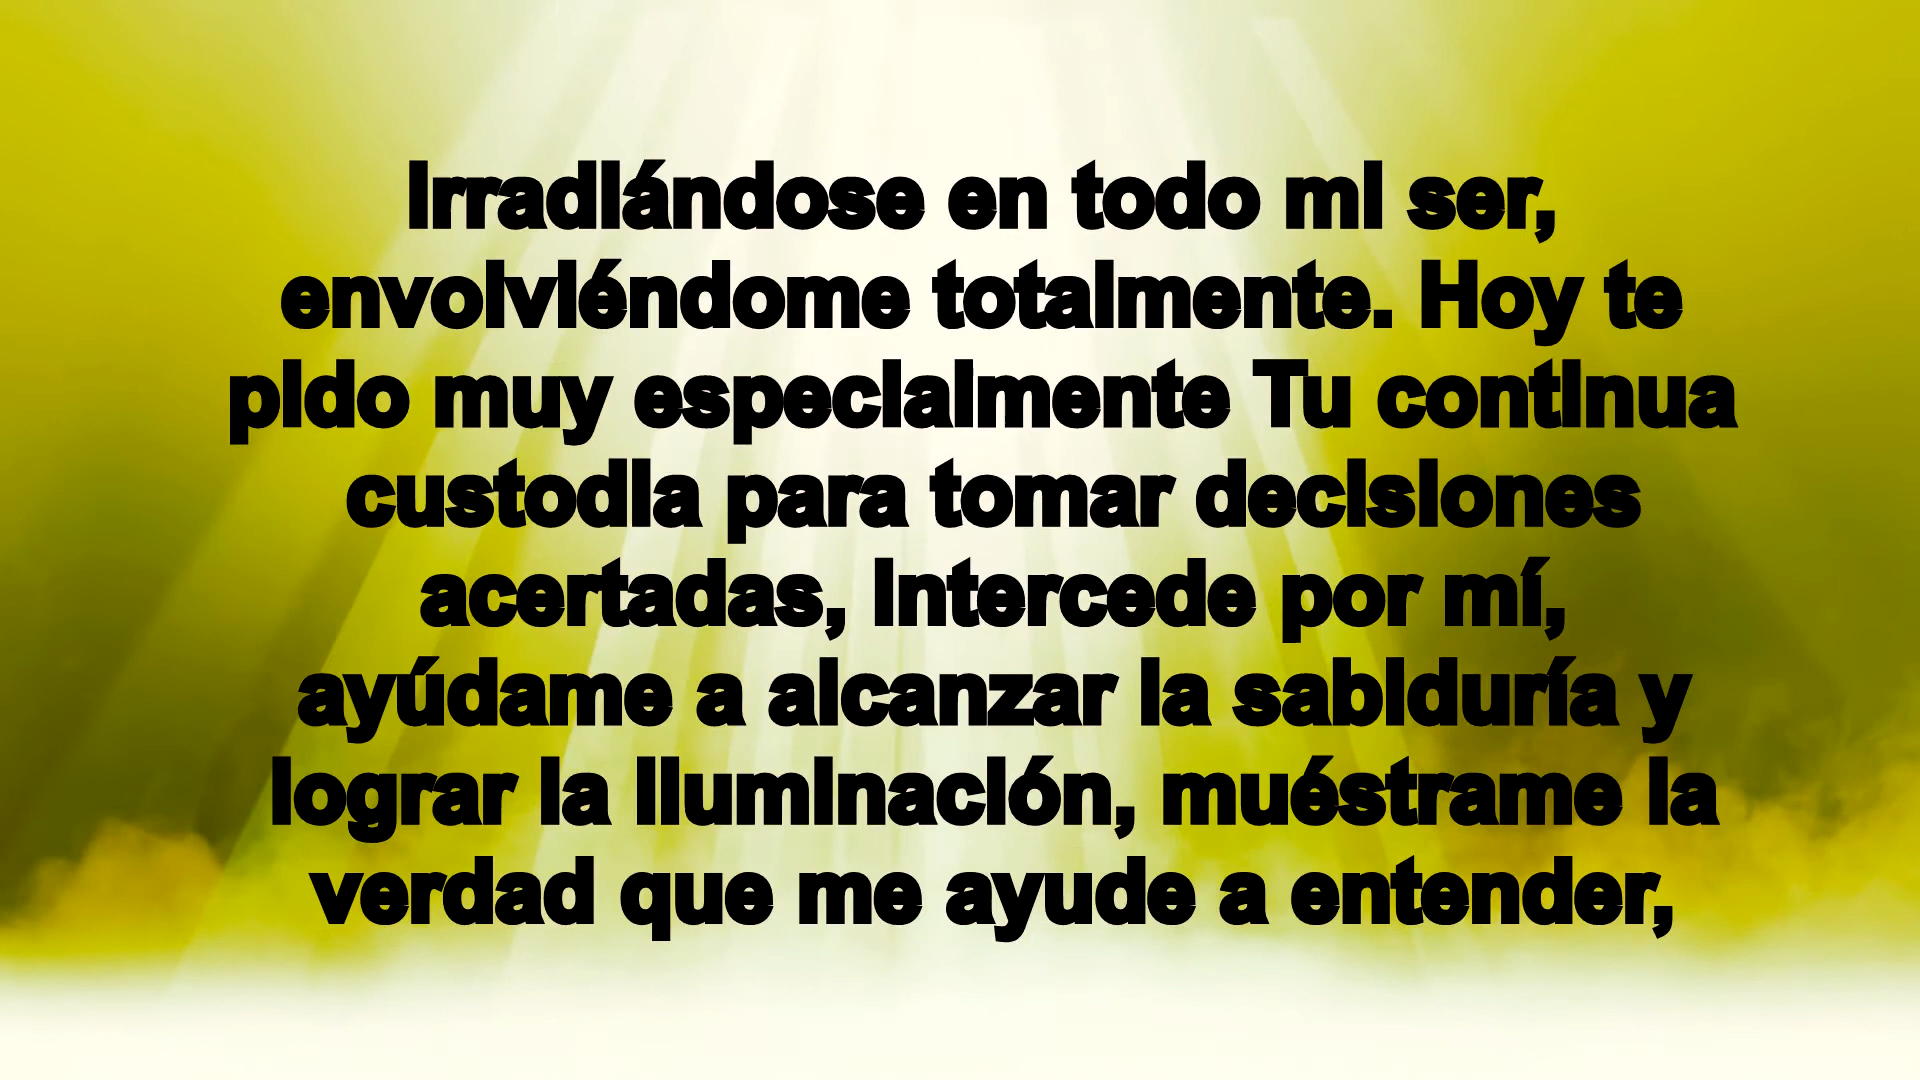 Irradiándose en todo mi ser,
envolviéndome totalmente. Hoy te
pido muy especialmente Tu continua
custodia para tomar decisiones
acertadas, intercede por mí,
ayúdame a alcanzar la sabiduría y
lograr la iluminación, muéstrame la
verdad que me ayude a entender,